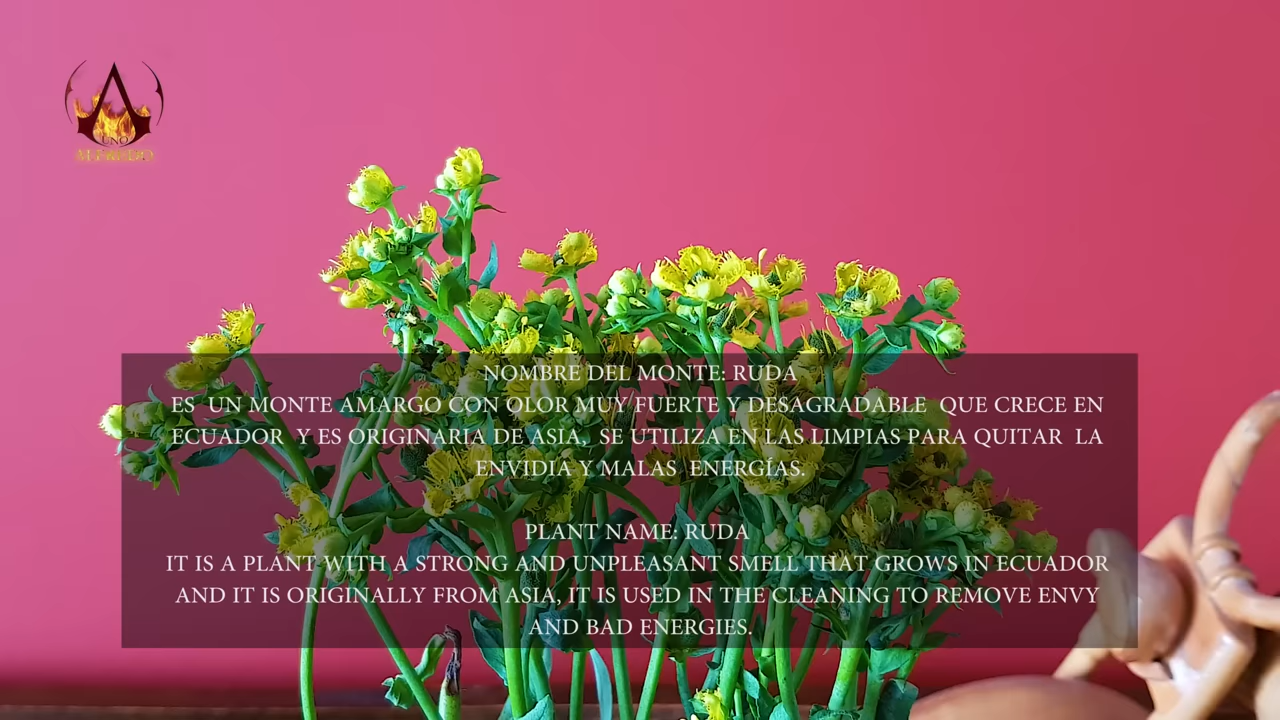 UNO
NOMBRE DEL MONTE: RUDA
ES UN MONTE AMARGO CON OLOR MUY FUERTE Y DESAGRADABLE QUE CRECE EN
ECUADOR Y ES ORIGINARIA DE ASIA, SE UTILIZA EN LAS LIMPIAS PARA QUITAR LA
ENVIDIA Y MALAS ENERGÍAS.
PLANT NAME: RUDA
IT IS A PLANT WITH A STRONG AND UNPLEASANT SMELL THAT GROWS IN ECUADOR
AND IT IS ORIGINALLY FROM ASIA, IT IS USED IN THE CLEANING TO REMOVE ENVY
AND BAD ENERGIES.